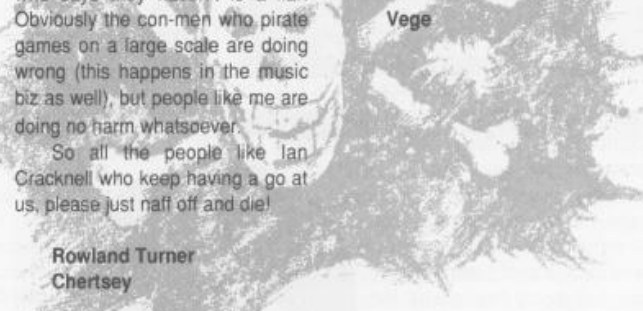 Obviously the con-men who pirate
games on a large scale are doing
wrong (this happens in the music
biz as well), but people like me are
doing no harm whatsoever.
So all the people like Ian
Cracknell who keep having a go at
us, please just naff off and die!
Rowland Turner
Chertsey
Vege